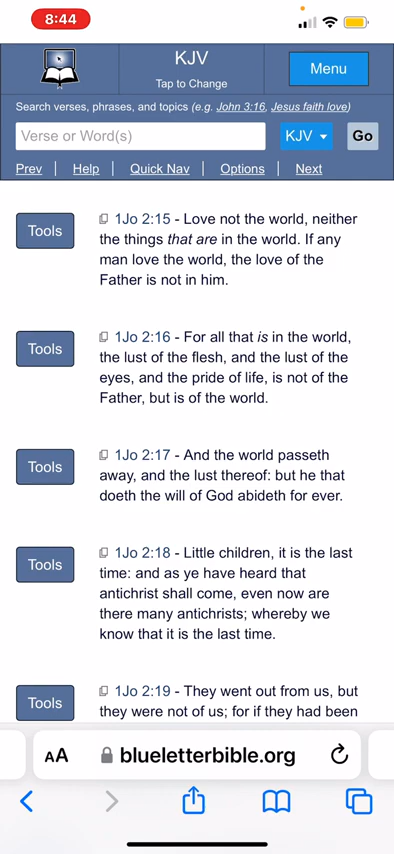 8:44
KJV
Tap to Change
Menu
Search verses, phrases, and topics (e.g. John 3:16, Jesus faith love)
Verse or Word(s)
KJV
Go
Prev | Help | Quick Nav | Options | Next
Tools
1Jo 2:15 - Love not the world, neither
the things that are in the world. If any
man love the world, the love of the
Father is not in him.
Tools
1Jo 2:16 - For all that is in the world,
the lust of the flesh, and the lust of the
eyes, and the pride of life, is not of the
Father, but is of the world.
Tools
1Jo 2:17 - And the world passeth
away, and the lust thereof: but he that
doeth the will of God abideth for ever.
Tools
1Jo 2:18 - Little children, it is the last
time: and as ye have heard that
antichrist shall come, even now are
there many antichrists; whereby we
know that it is the last time.
Tools
1Jo 2:19 - They went out from us, but
they were not of us; for if they had been
AA blueletterbible.org